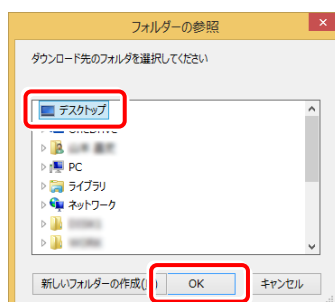 フォルダーの参照
ダウンロード先のフォルダを選択してください
デスクトップ
OneDrive
PC
ライブラリ
ネットワーク
新しいフォルダーの作成( )
OK
キャンセル